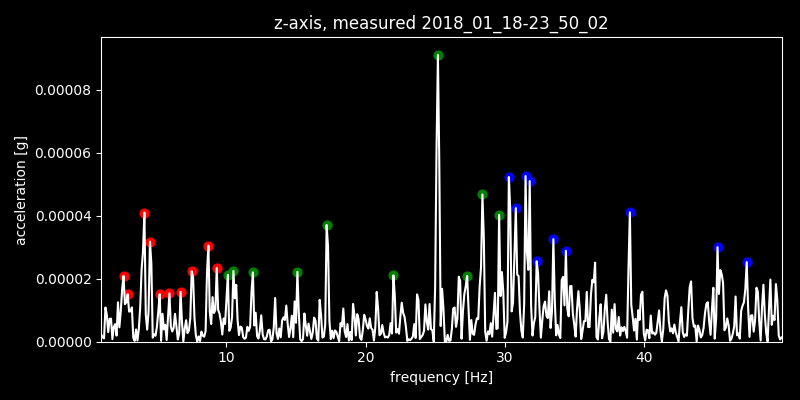 z-axis, measured 2018_01_18-23_50_02
0.00008
0.00006
0.00004
0.00002
0.00000
acceleration [g]
10 20 30 40
frequency [Hz]